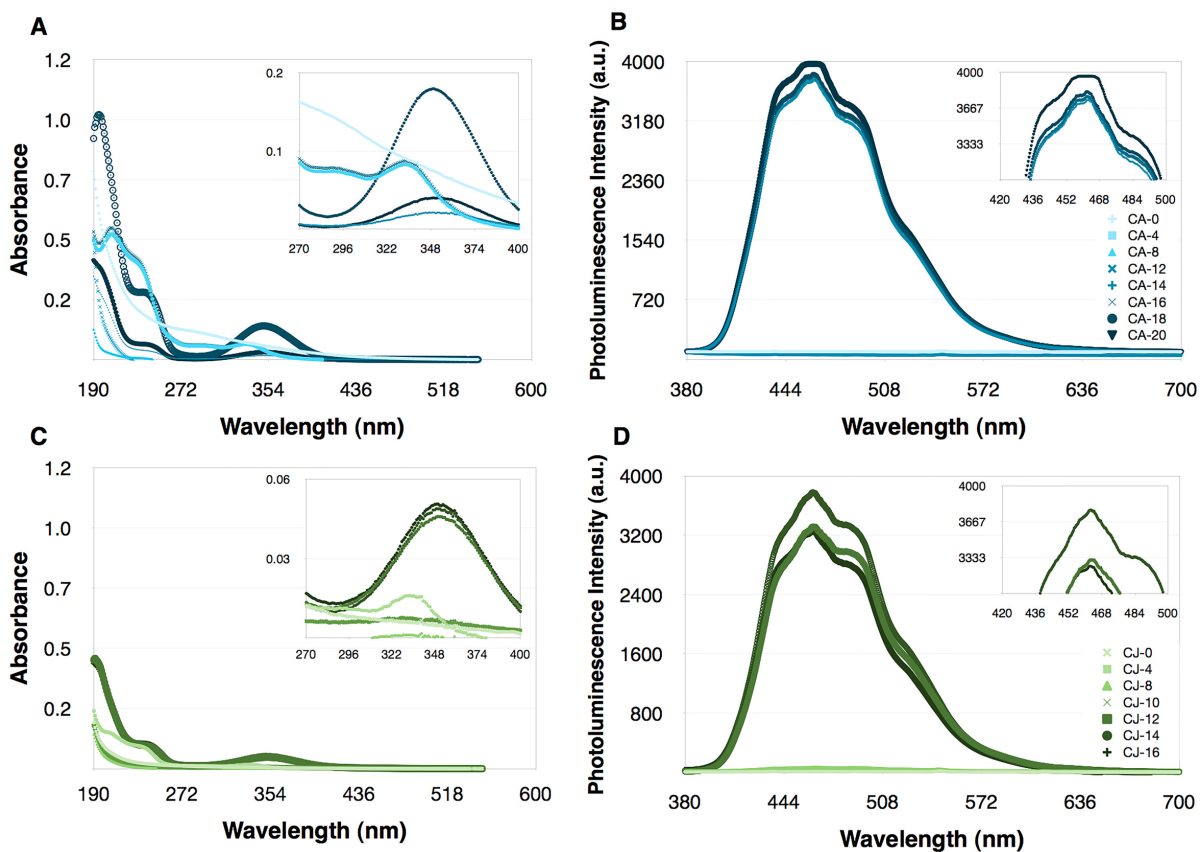 A
Absorbance
1.2
1.0
0.7
0.5
0.2
190 272 354 436 518 600
Wavelength (nm)
0.2
0.1
270 296 322 348 374 400
B
Photoluminescence Intensity (a.u.)
4000
3180
2360
1540
720
380 444 508 572 636 700
Wavelength (nm)
4000
3667
3333
420 436 452 468 484 500
CA-0
CA-4
CA-8
CA-12
CA-14
CA-16
CA-18
CA-20
C
Absorbance
1.2
1.0
0.7
0.5
0.2
190 272 354 436 518 600
Wavelength (nm)
0.06
0.03
270 296 322 348 374 400
D
Photoluminescence Intensity (a.u.)
4000
3200
2400
1600
800
380 444 508 572 636 700
Wavelength (nm)
4000
3667
3333
420 436 452 468 484 500
CJ-0
CJ-4
CJ-8
CJ-10
CJ-12
CJ-14
CJ-16